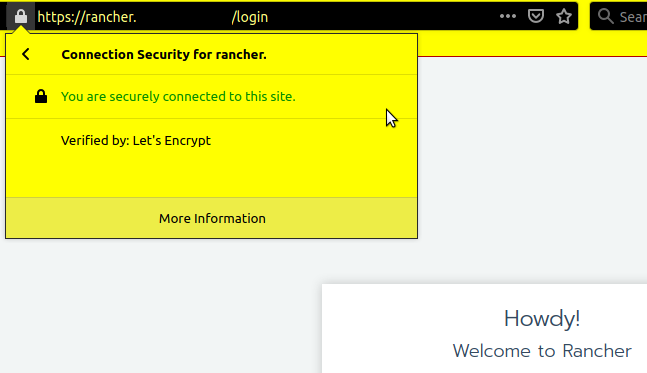 https://rancher. /login
Sear
Connection Security for rancher.
You are securely connected to this site.
Verified by: Let's Encrypt
More Information
Howdy!
Welcome to Rancher